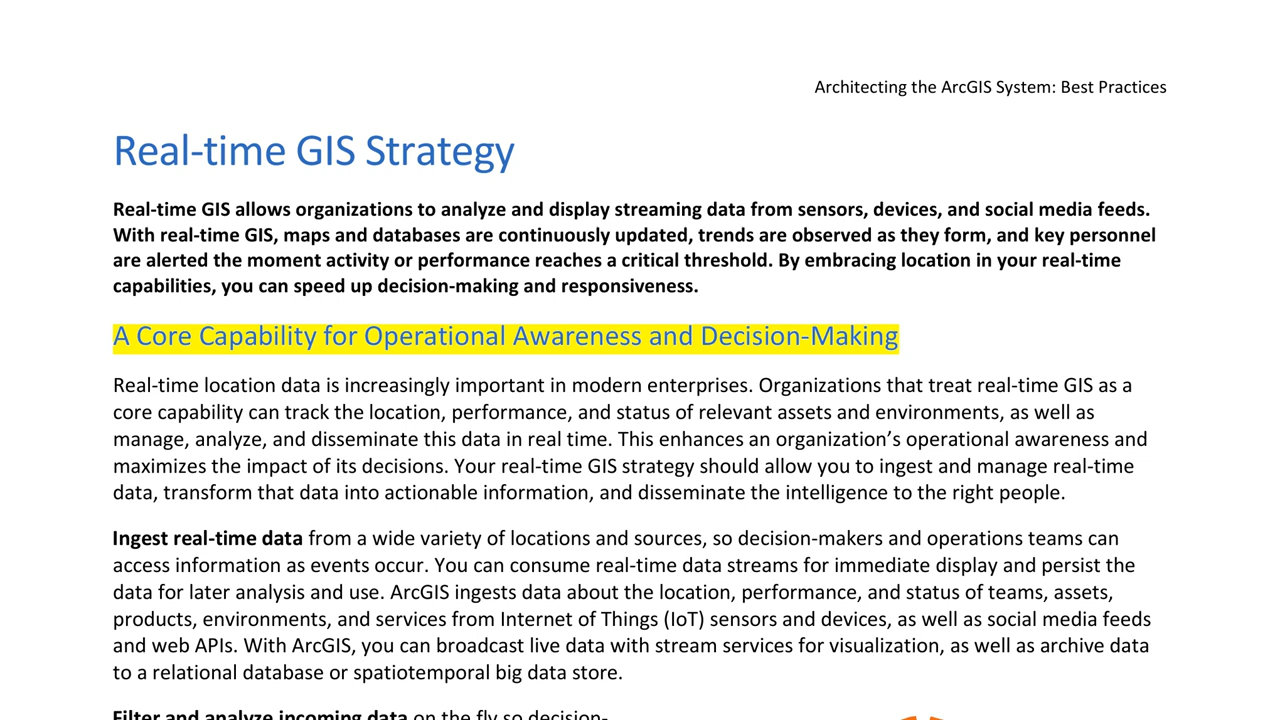 Architecting the ArcGIS System: Best Practices
Real-time GIS Strategy
Real-time GIS allows organizations to analyze and display streaming data from sensors, devices, and social media feeds.
With real-time GIS, maps and databases are continuously updated, trends are observed as they form, and key personnel
are alerted the moment activity or performance reaches a critical threshold. By embracing location in your real-time
capabilities, you can speed up decision-making and responsiveness.
A Core Capability for Operational Awareness and Decision-Making
Real-time location data is increasingly important in modern enterprises. Organizations that treat real-time GIS as a
core capability can track the location, performance, and status of relevant assets and environments, as well as
manage, analyze, and disseminate this data in real time. This enhances an organization’s operational awareness and
maximizes the impact of its decisions. Your real-time GIS strategy should allow you to ingest and manage real-time
data, transform that data into actionable information, and disseminate the intelligence to the right people.
Ingest real-time data from a wide variety of locations and sources, so decision-makers and operations teams can
access information as events occur. You can consume real-time data streams for immediate display and persist the
data for later analysis and use. ArcGIS ingests data about the location, performance, and status of teams, assets,
products, environments, and services from Internet of Things (IoT) sensors and devices, as well as social media feeds
and web APIs. With ArcGIS, you can broadcast live data with stream services for visualization, as well as archive data
to a relational database or spatiotemporal big data store.
Filter and analyze incoming data on the fly so decision-